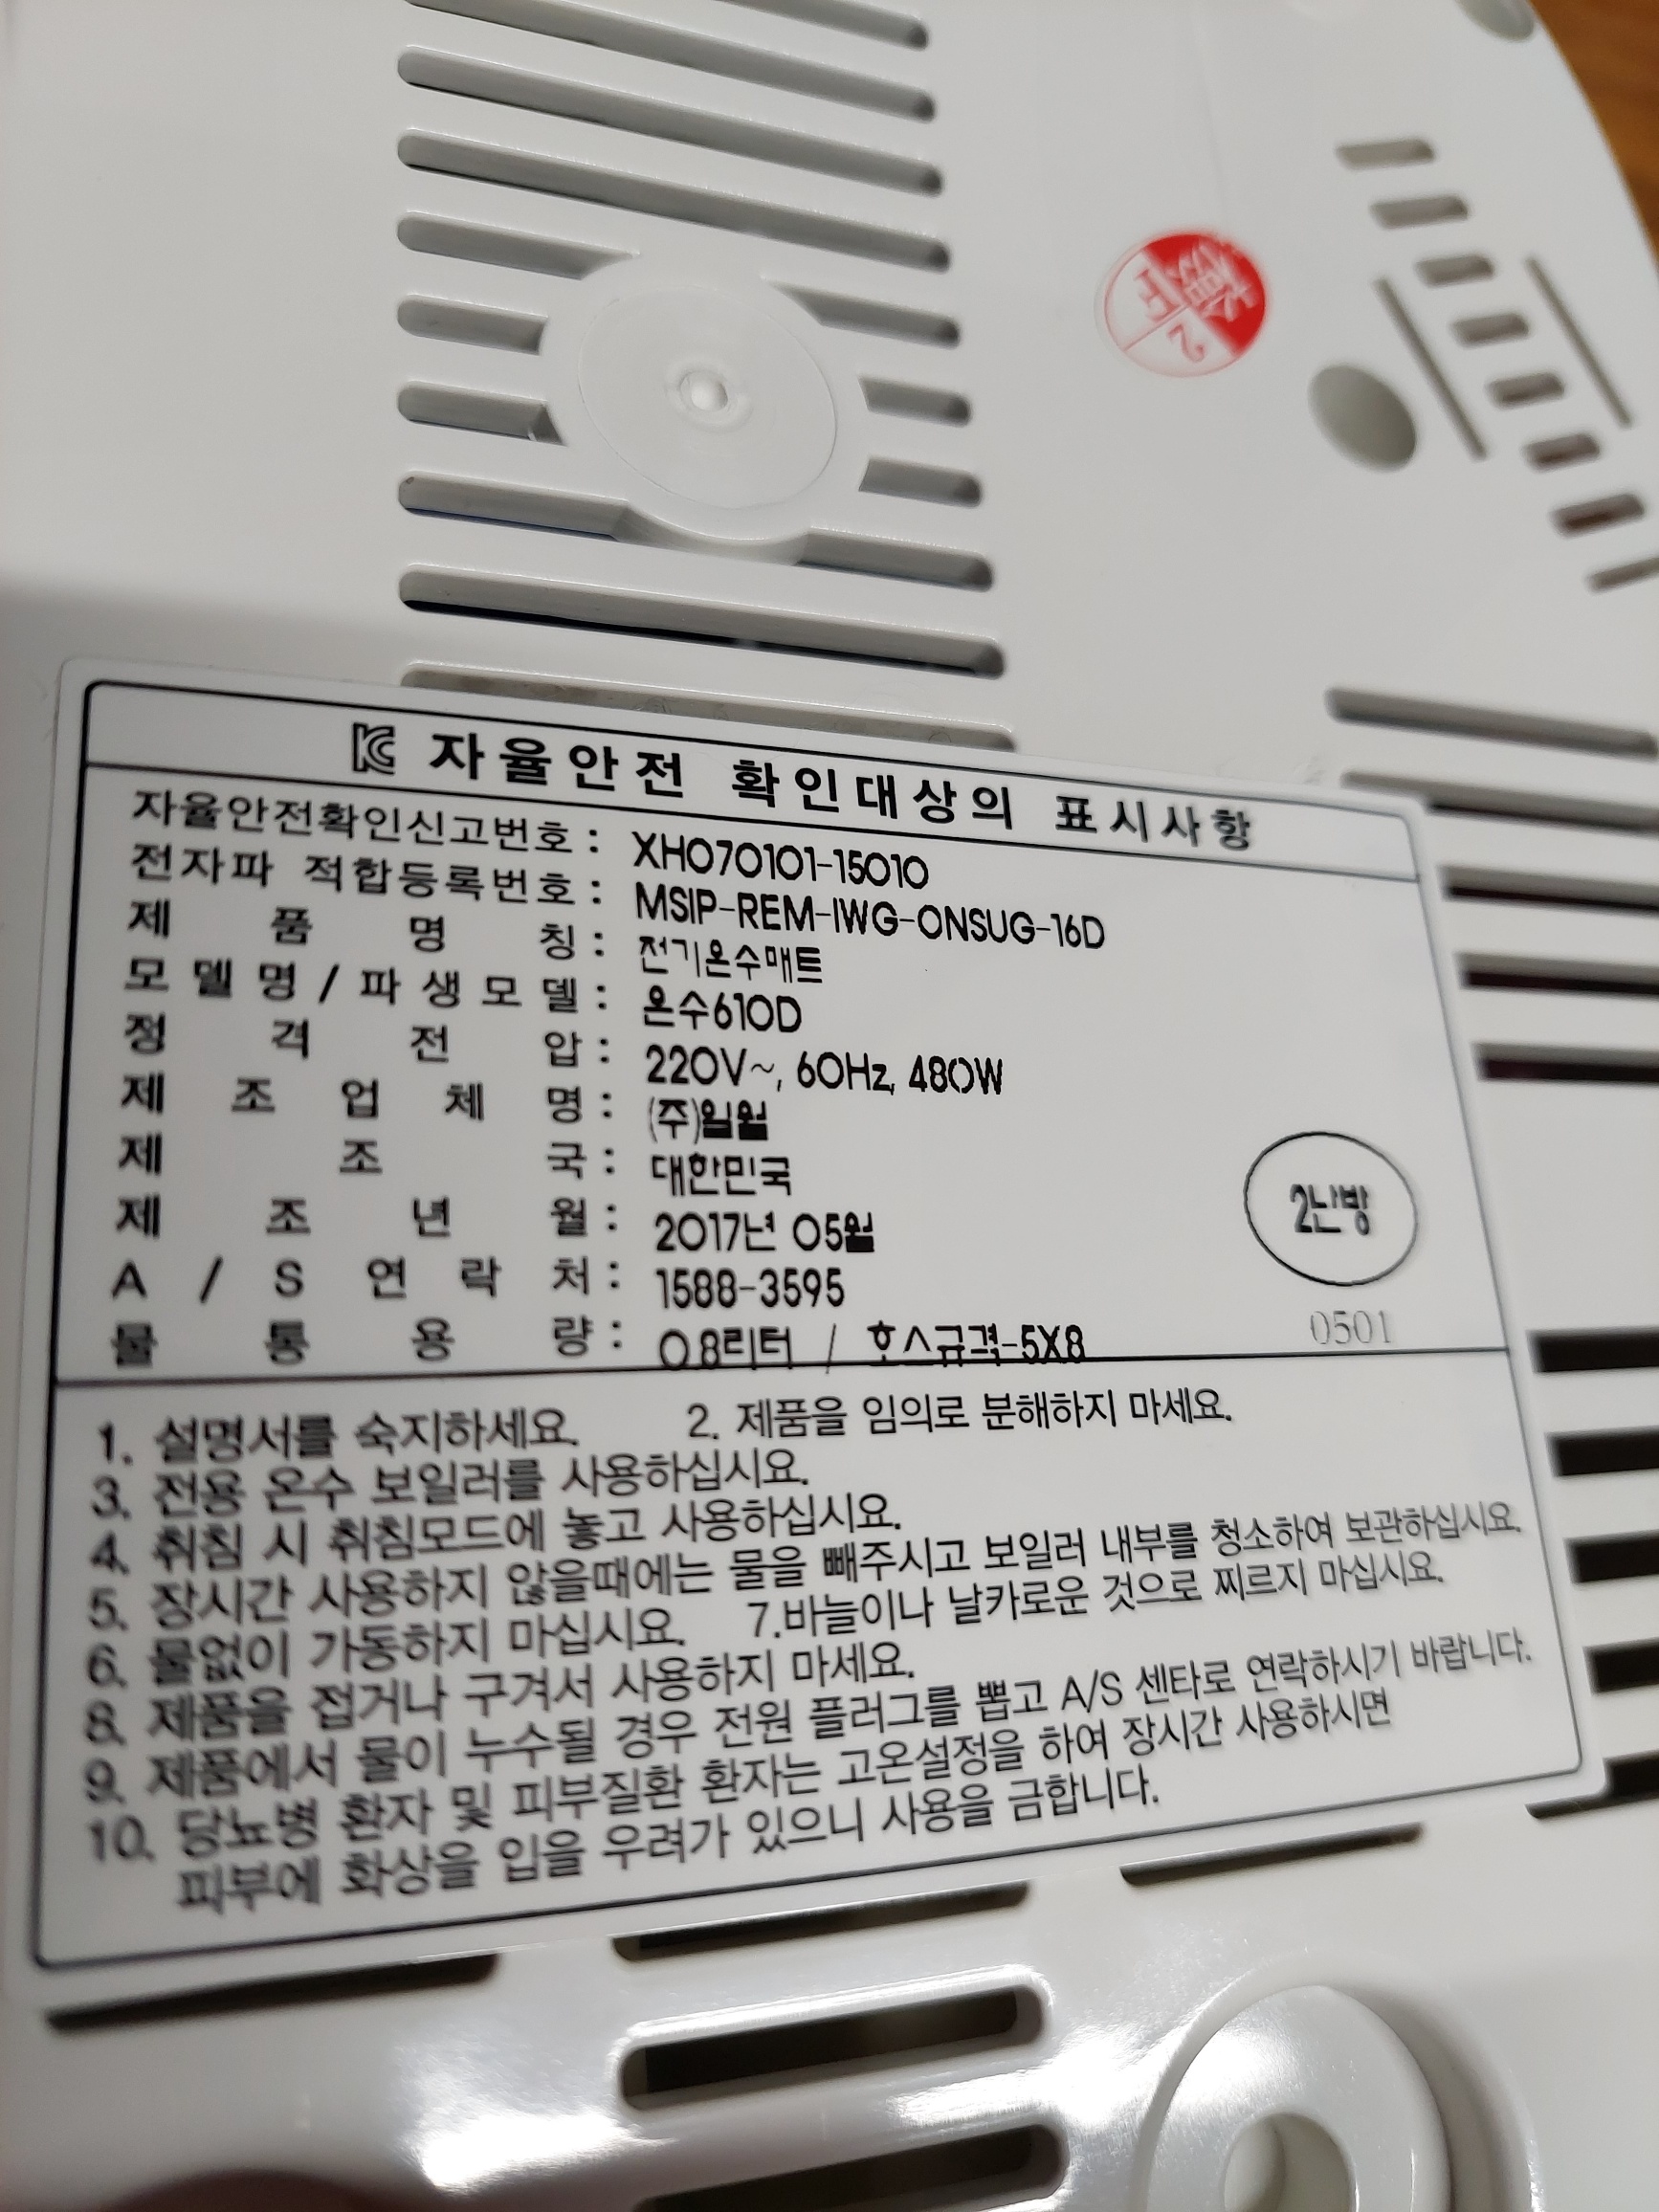 2
KC 자율안전 확인대상의 표시사항
자율안전확인신고번호 : XH070101-15010
전자파 적합등록번호 : MSIP-REM-IWG-ONSUG-16D
제품명칭 : 전기온수매트
모델명/파생모델 : 온수610D
정격전압 : 220V~, 60Hz, 480W
제조업체명 : (주)일월
제조국 : 대한민국
제조년월 : 2017년 05월
A/S연락처 : 1588-3595
물통용량 : 0.8리터 / 호스규격-5X8
2난방
0501
1. 설명서를 숙지하세요. 2. 제품을 임의로 분해하지 마세요.
3. 전용 온수 보일러를 사용하십시요.
4. 취침 시 취침모드에 놓고 사용하십시요.
5. 장시간 사용하지 않을때에는 물을 빼주시고 보일러 내부를 청소하여 보관하십시요.
6. 물없이 가동하지 마십시요. 7.바늘이나 날카로운 것으로 찌르지 마십시요.
8. 제품을 접거나 구겨서 사용하지 마세요.
9. 제품에서 물이 누수될 경우 전원 플러그를 뽑고 A/S 센타로 연락하시기 바랍니다.
10. 당뇨병 환자 및 피부질환 환자는 고온설정을 하여 장시간 사용하시면
피부에 화상을 입을 우려가 있으니 사용을 금합니다.